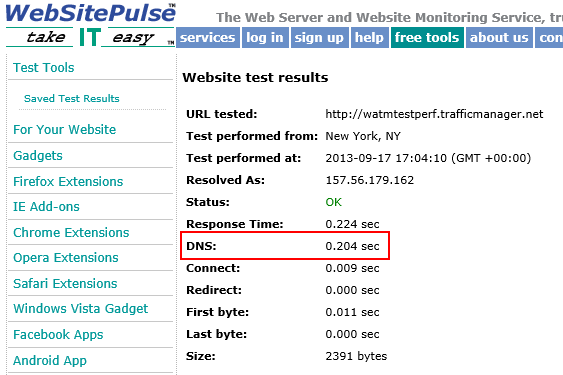 WebSitePulse™
The Web Server and Website Monitoring Service, tru
take IT easy™
services log in sign up help free tools about us con
Test Tools
Saved Test Results
For Your Website
Gadgets
Firefox Extensions
IE Add-ons
Chrome Extensions
Opera Extensions
Safari Extensions
Windows Vista Gadget
Facebook Apps
Android App
Website test results
URL tested: http://watmtestperf.trafficmanager.net
Test performed from: New York, NY
Test performed at: 2013-09-17 17:04:10 (GMT +00:00)
Resolved As: 157.56.179.162
Status: OK
Response Time: 0.224 sec
DNS: 0.204 sec
Connect: 0.009 sec
Redirect: 0.000 sec
First byte: 0.011 sec
Last byte: 0.000 sec
Size: 2391 bytes